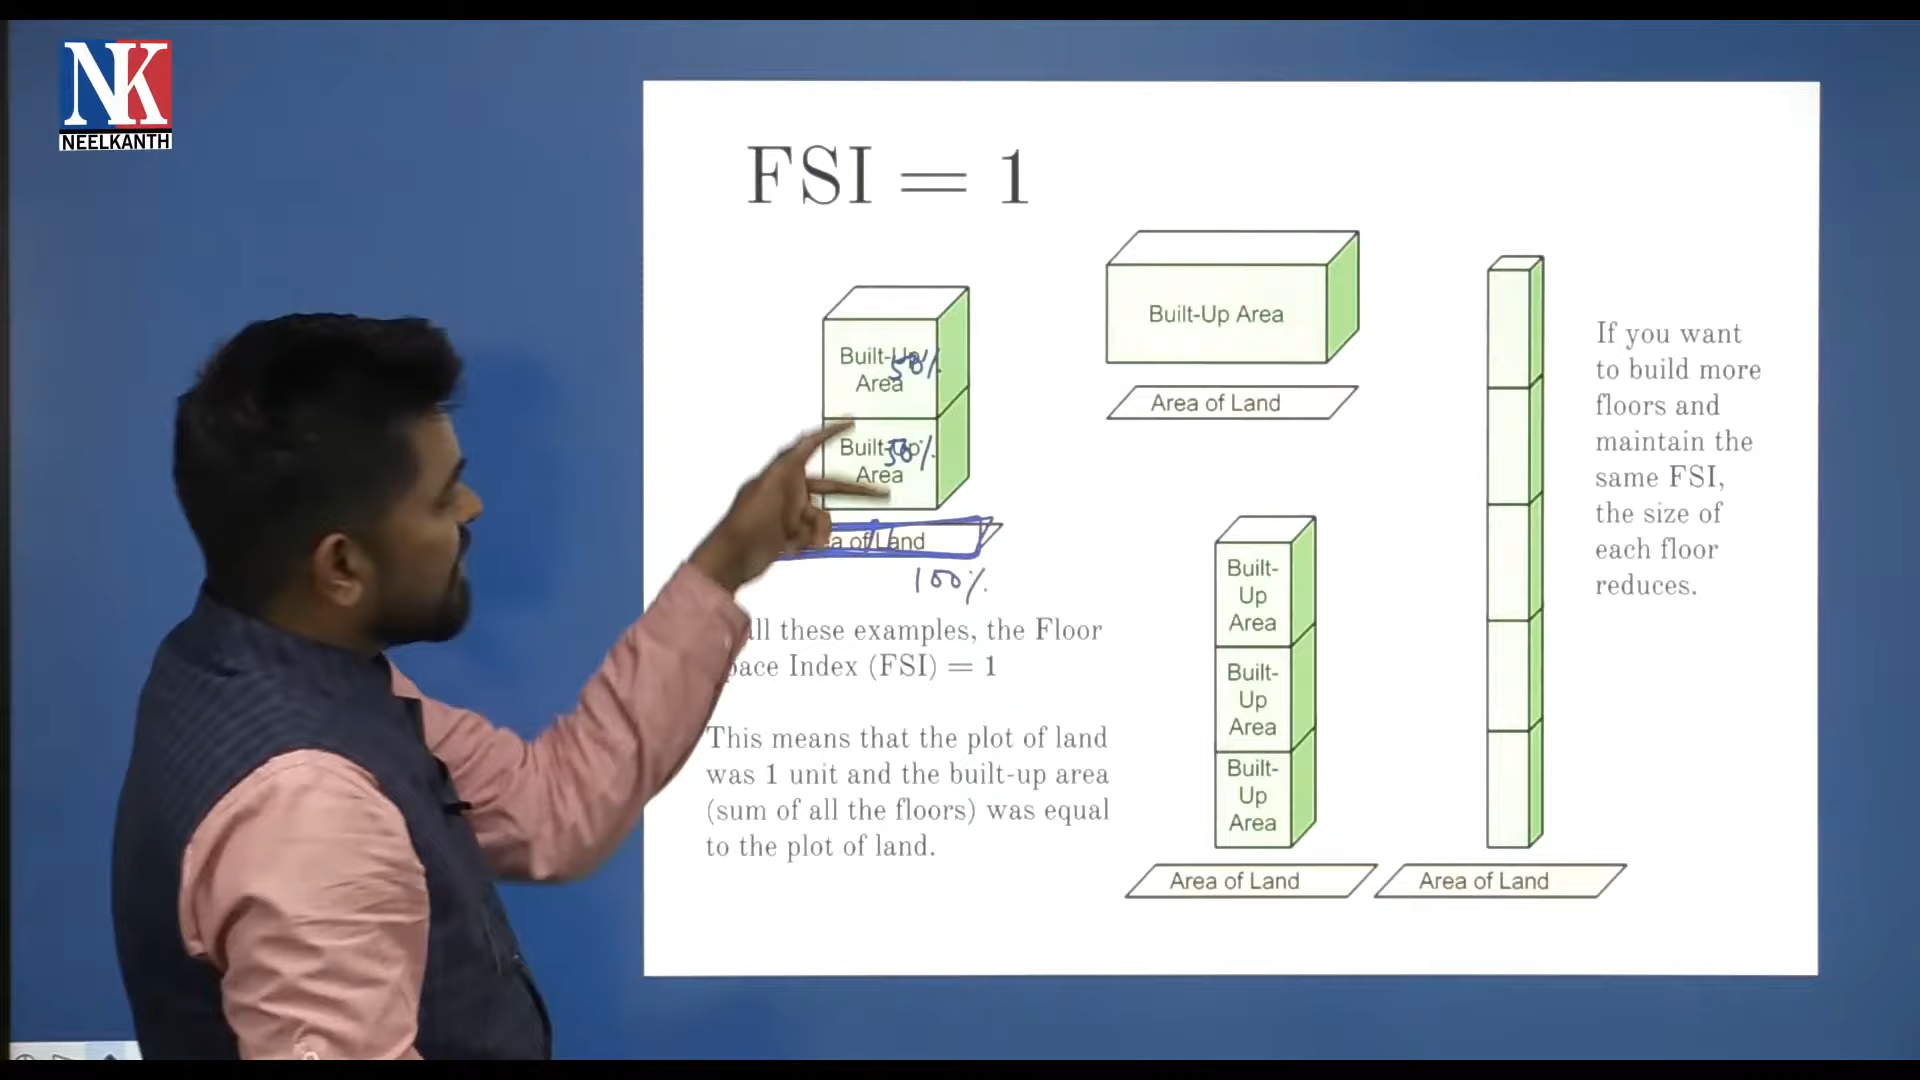 NK
NEELKANTH
FSI = 1
Built-Up
Area
50%
Built-Up
Area
50%
of Land
100%
all these examples, the Floor
Space Index (FSI) = 1
This means that the plot of land
was 1 unit and the built-up area
(sum of all the floors) was equal
to the plot of land.
Built-Up Area
Area of Land
Built-
Up
Area
Built-
Up
Area
Built-
Up
Area
Area of Land
Area of Land
If you want
to build more
floors and
maintain the
same FSI,
the size of
each floor
reduces.